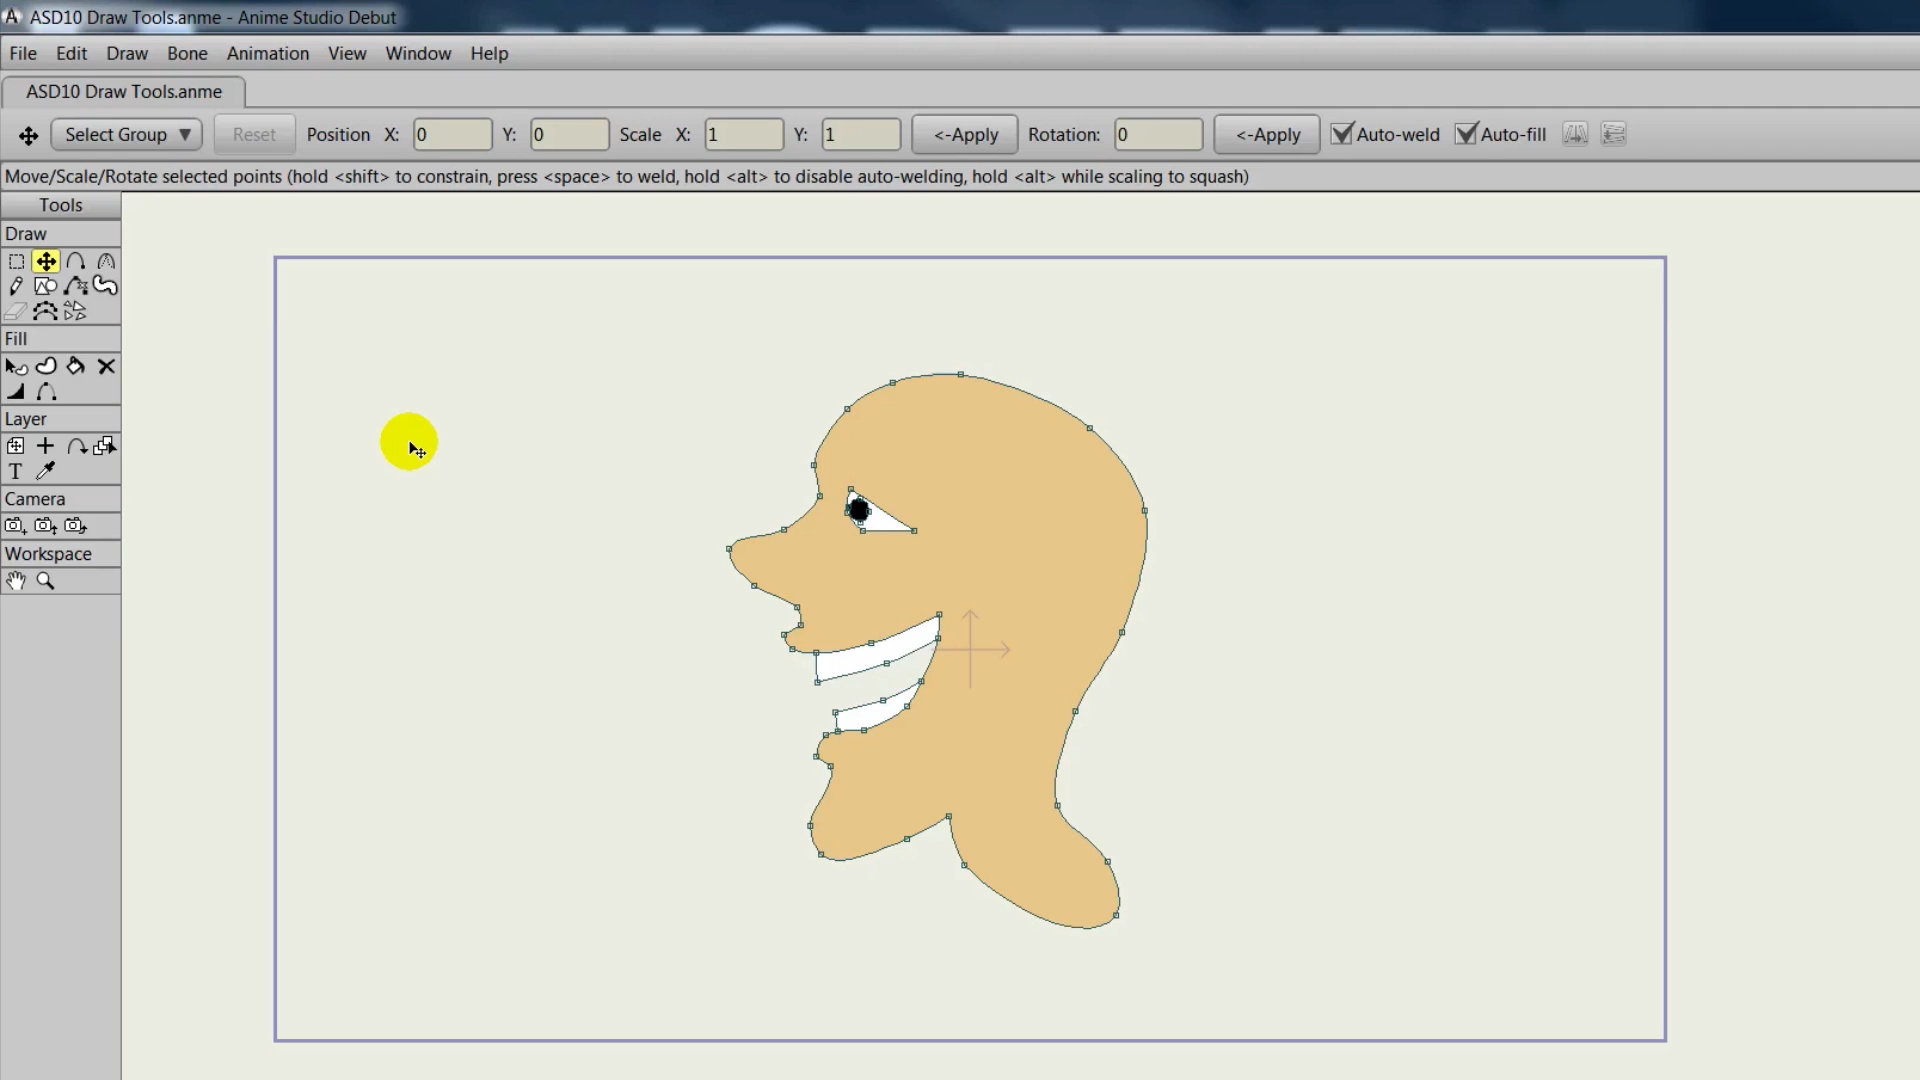 ASD10 Draw Tools.anme - Anime Studio Debut
File Edit Draw Bone Animation View Window Help
ASD10 Draw Tools.anme
Select Group Reset Position X: 0 Y: 0 Scale X: 1 Y: 1 <-Apply Rotation: 0 <-Apply Auto-weld Auto-fill
Move/Scale/Rotate selected points (hold <shift> to constrain, press <space> to weld, hold <alt> to disable auto-welding, hold <alt> while scaling to squash)
Tools
Draw
Fill
Layer
T
Camera
Workspace